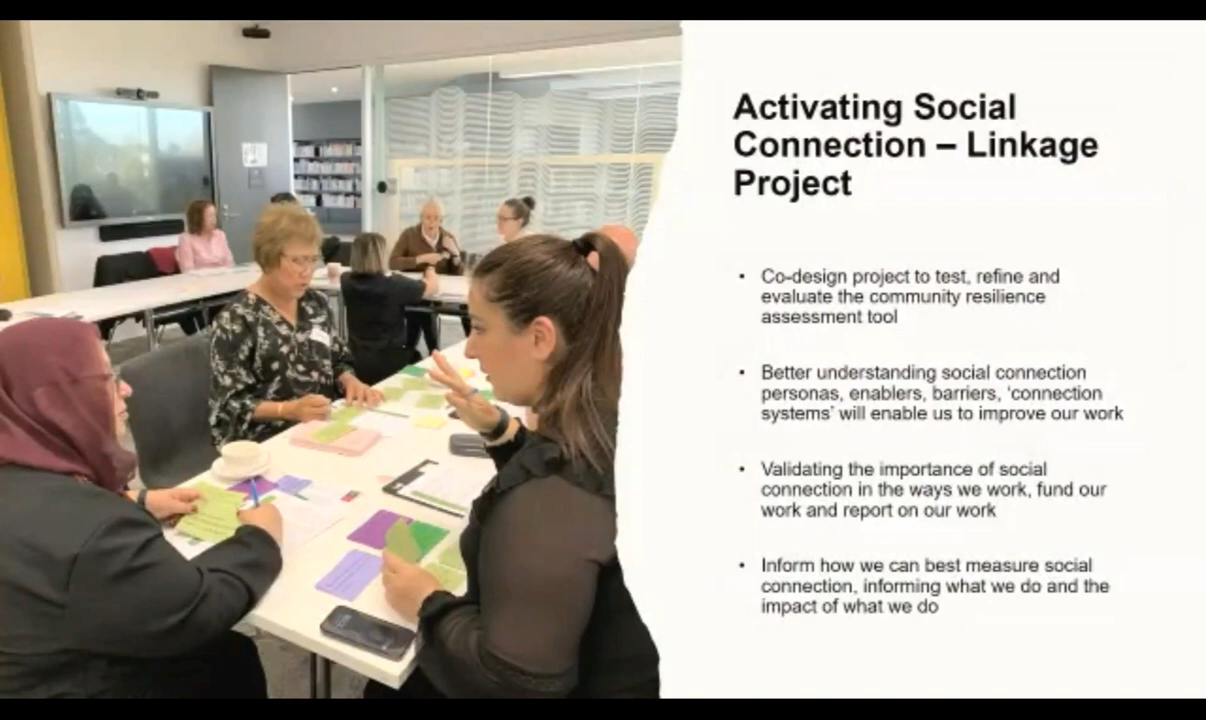 Activating Social
Connection – Linkage
Project
• Co-design project to test, refine and
evaluate the community resilience
assessment tool
• Better understanding social connection
personas, enablers, barriers, ‘connection
systems’ will enable us to improve our work
• Validating the importance of social
connection in the ways we work, fund our
work and report on our work
• Inform how we can best measure social
connection, informing what we do and the
impact of what we do